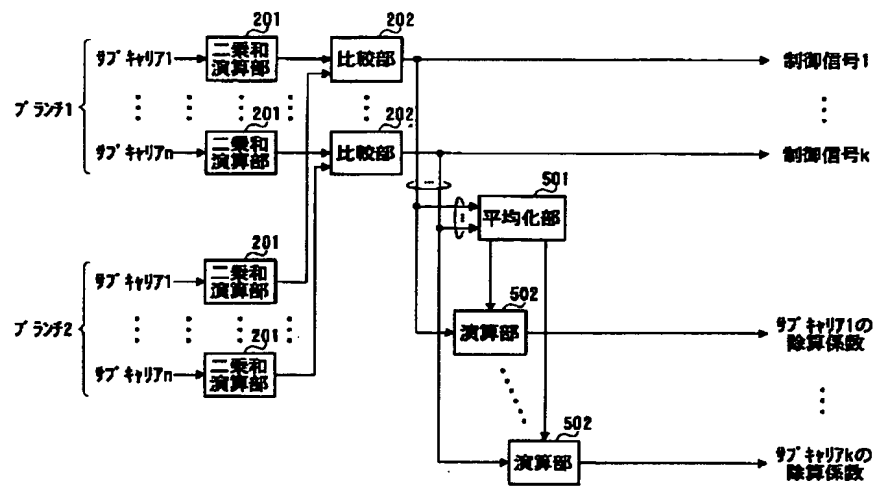 ブランチ1
サブキャリア1
201
二乗和
演算部
202
比較部
制御信号1
サブキャリアn
201
二乗和
演算部
202
比較部
制御信号k
501
平均化部
ブランチ2
サブキャリア1
201
二乗和
演算部
サブキャリアn
201
二乗和
演算部
502
演算部
サブキャリア1の
除算係数
502
演算部
サブキャリアkの
除算係数